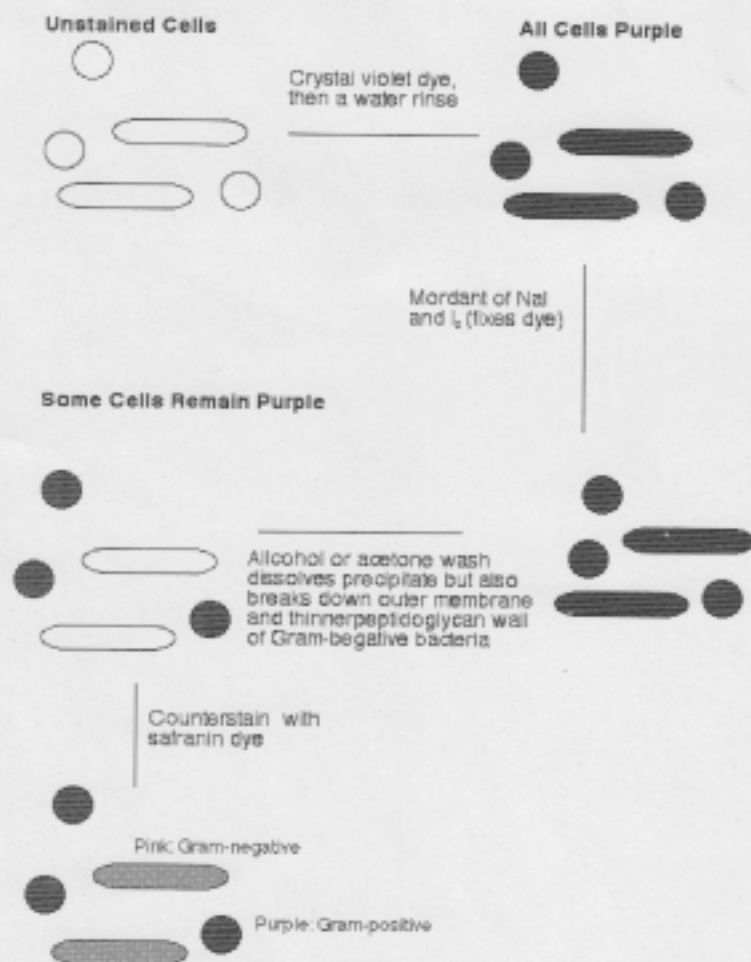 Unstained Cells
All Cells Purple
Crystal violet dye,
then a water rinse
Mordant of NaI
and I₂ (fixes dye)
Some Cells Remain Purple
Allcohol or acetone wash
dissolves precipitate but also
breaks down outer membrane
and thinnerpeptidoglycan wall
of Gram-begative bacteria
Counterstain with
safranin dye
Pink: Gram-negative
Purple: Gram-positive